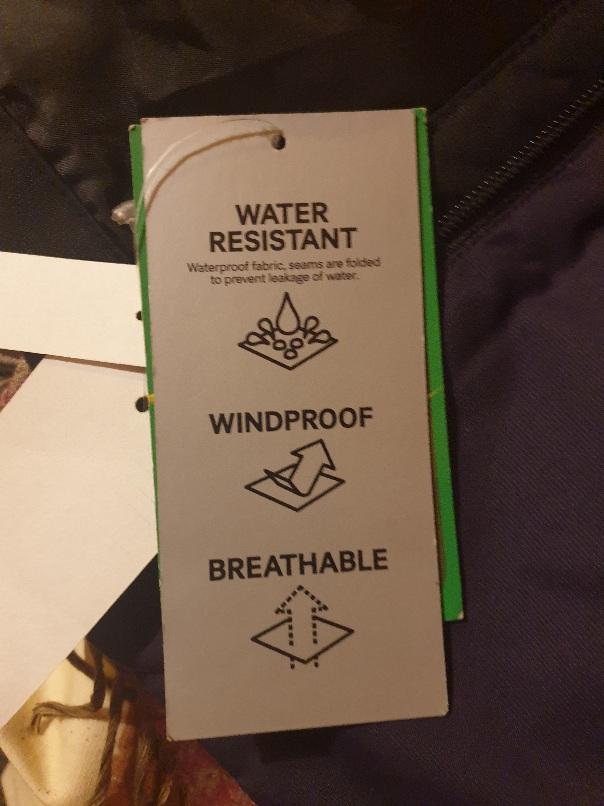 WATER
RESISTANT
Waterproof fabric, seams are folded
to prevent leakage of water.
WINDPROOF
BREATHABLE